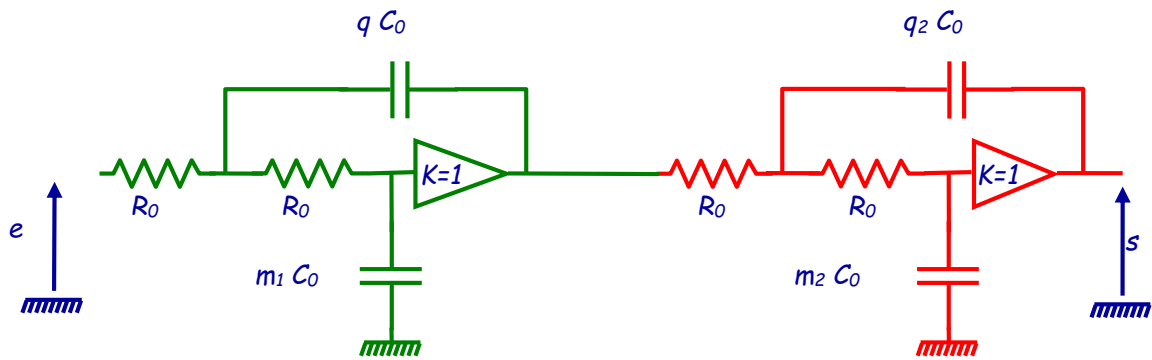 q C₀
q₂ C₀
K=1
K=1
R₀
R₀
R₀
R₀
e
s
m₁ C₀
m₂ C₀